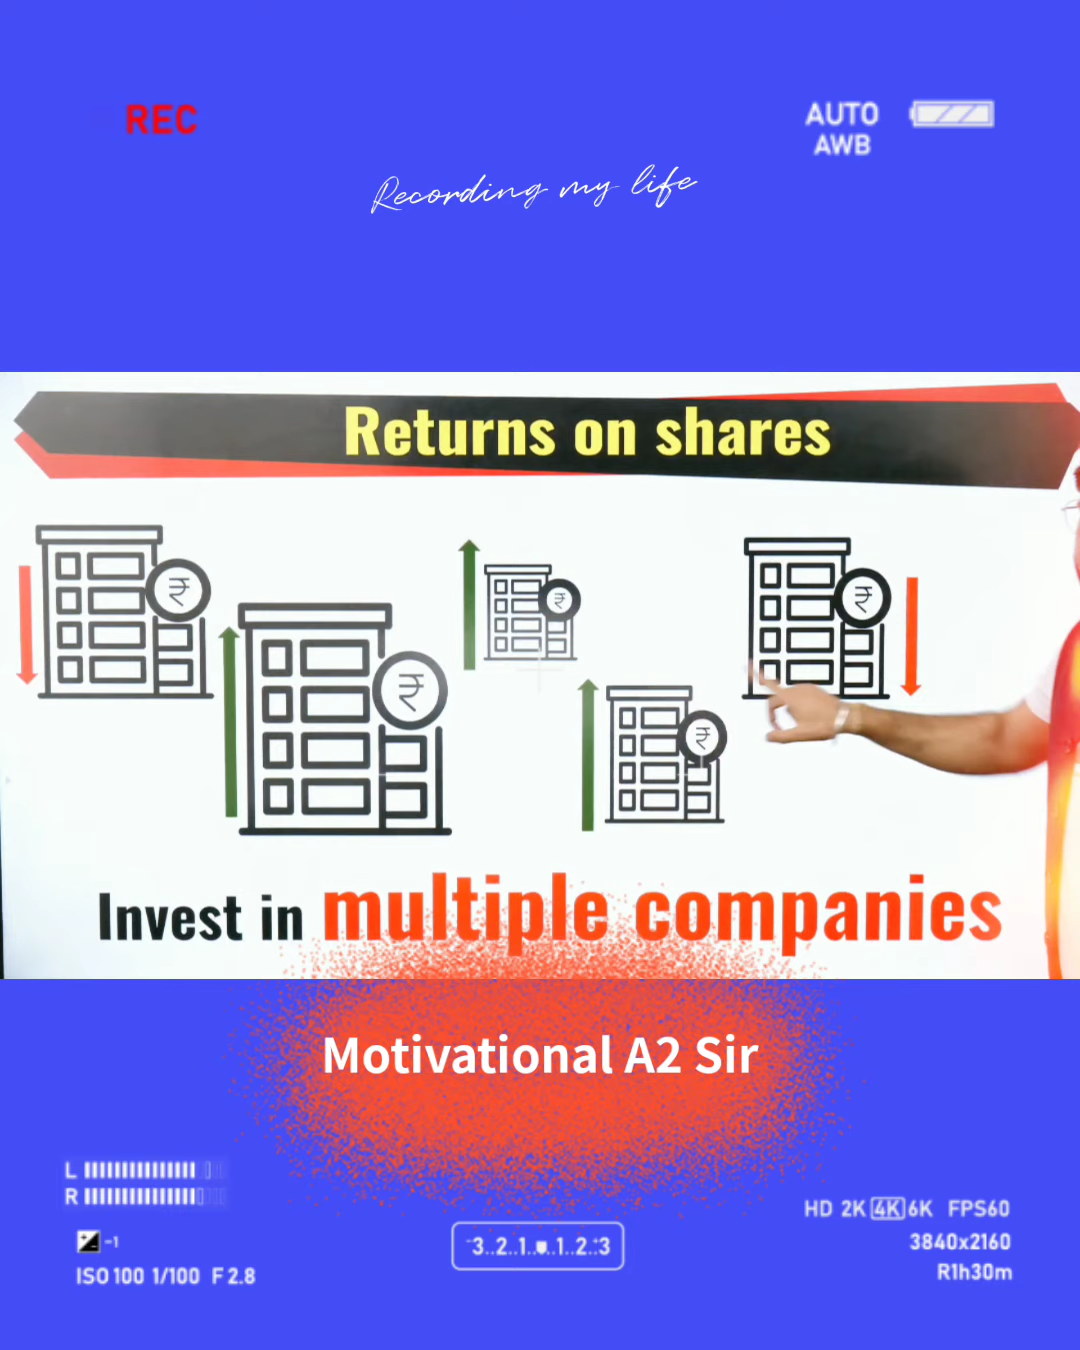 REC
AUTO
AWB
Recording my life
Returns on shares
₹
₹
₹
₹
₹
Invest in multiple companies
Motivational A2 Sir
L
R
-1
ISO 100 1/100 F 2.8
-3..2..1.. ..1..2..+3
HD 2K 4K 6K FPS60
3840x2160
R1h30m